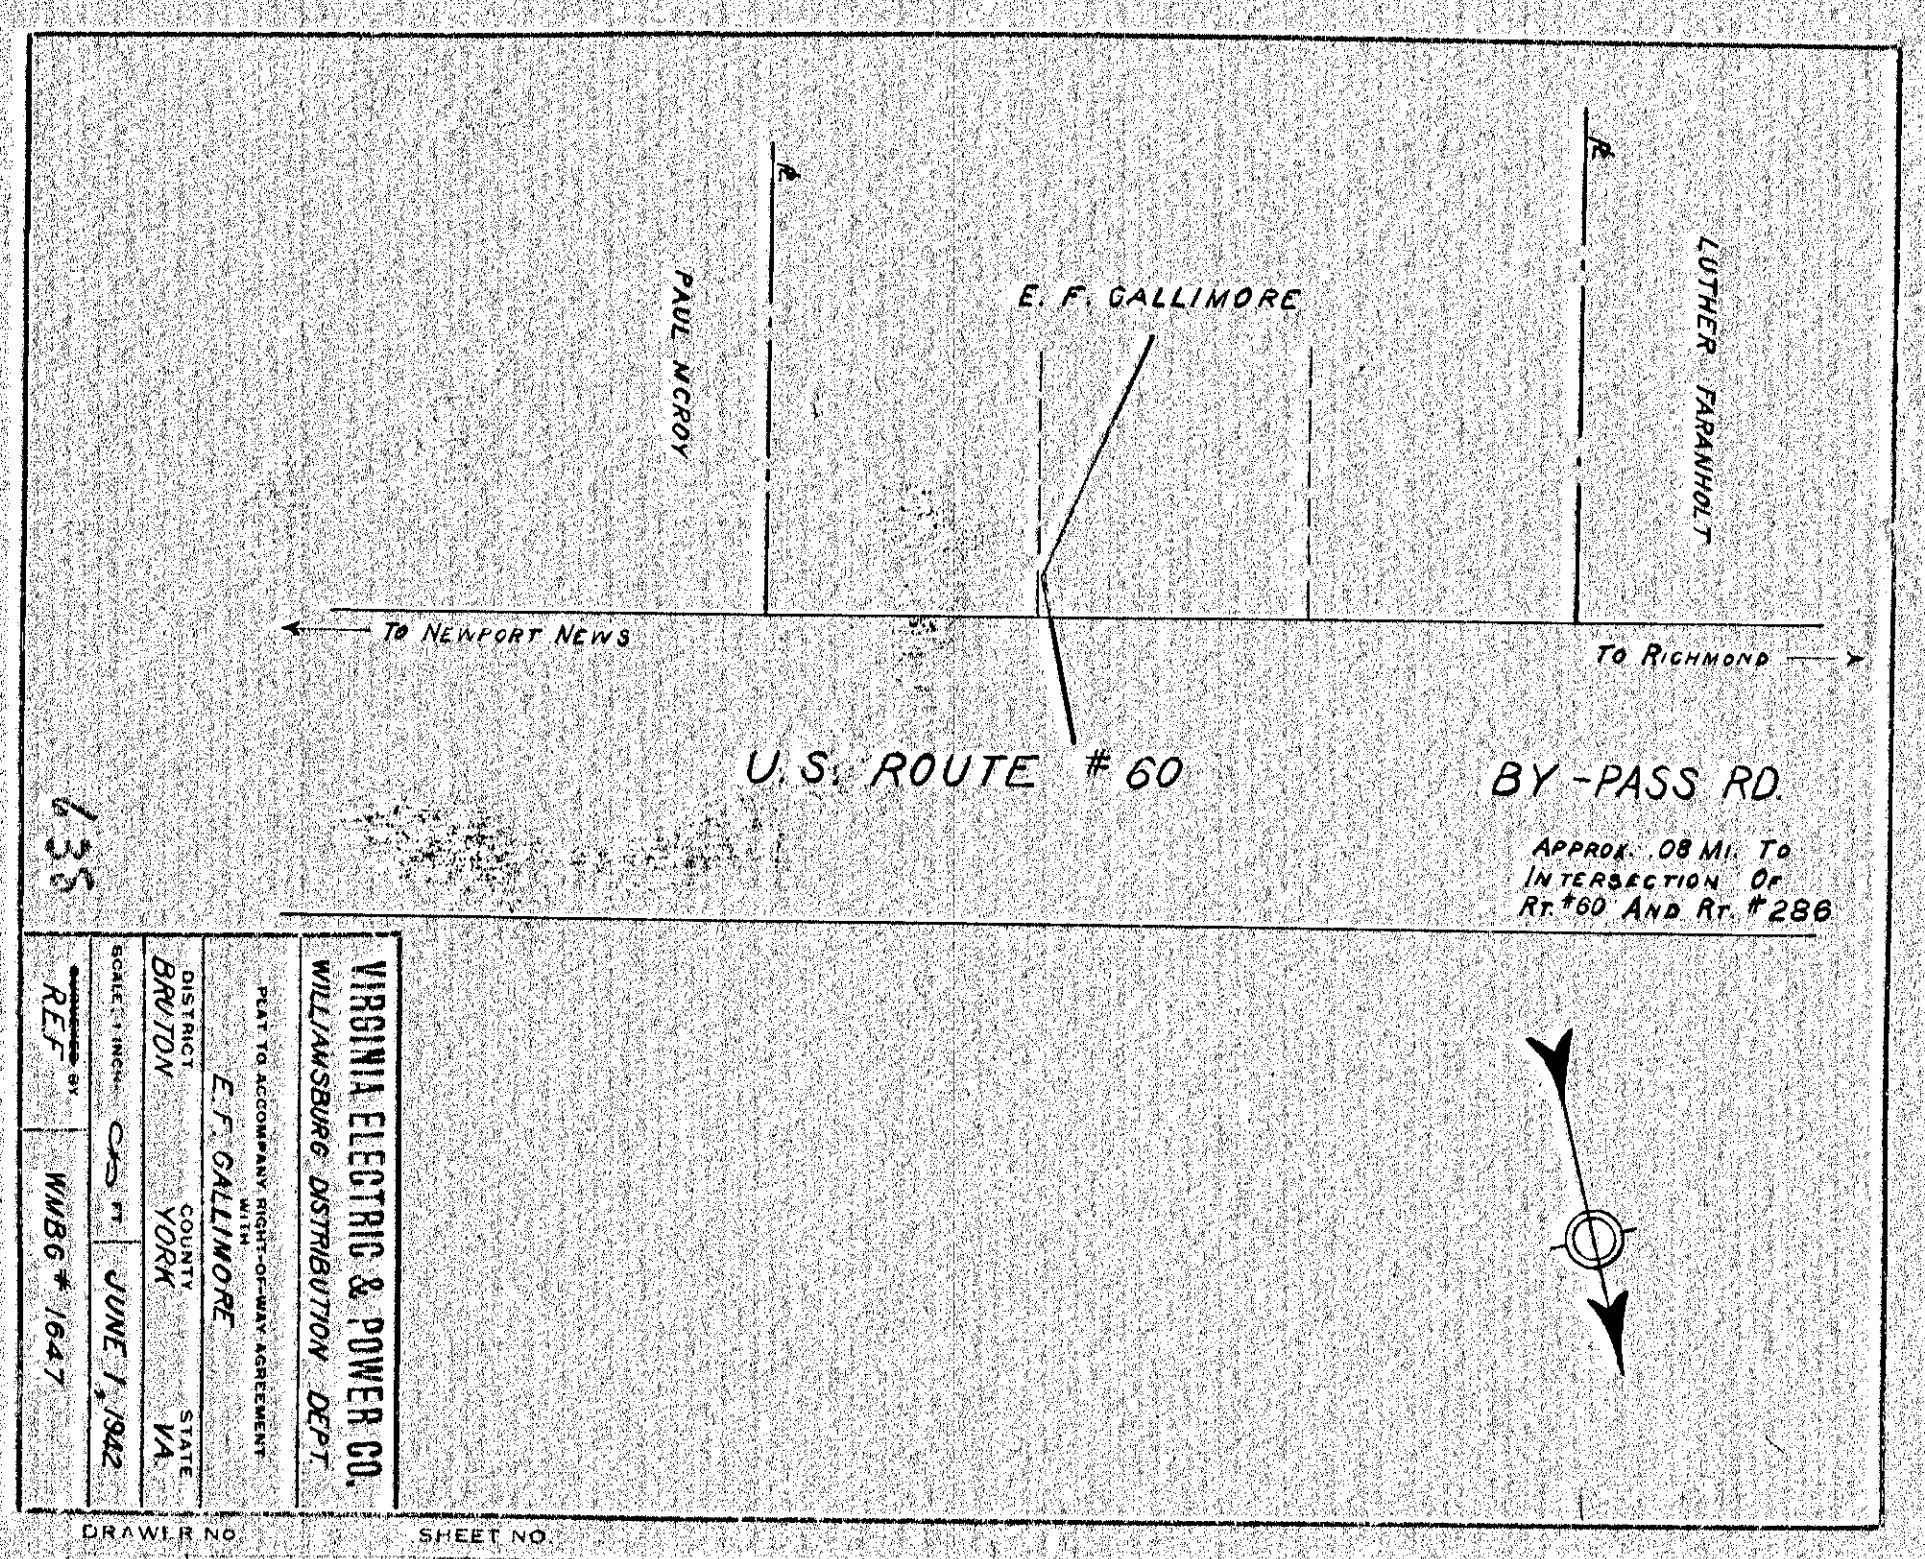 E. F. GALLIMORE
PAUL MCROY
LUTHER FARANHOLT
TO NEWPORT NEWS
TO RICHMOND
U.S. ROUTE # 60
BY-PASS RD.
APPROX. .08 MI. TO
INTERSECTION OF
RT. #60 AND RT. #286
638
VIRGINIA ELECTRIC & POWER CO.
WILLIAMSBURG DISTRIBUTION DEPT.
PLAT TO ACCOMPANY RIGHT-OF-WAY AGREEMENT
WITH
E. F. GALLIMORE
DISTRICT COUNTY STATE
BRUTON YORK VA.
SCALE-1 INCH= FT. JUNE 1, 1942
BY
REF WMBG # 1647
DRAWER NO. SHEET NO.